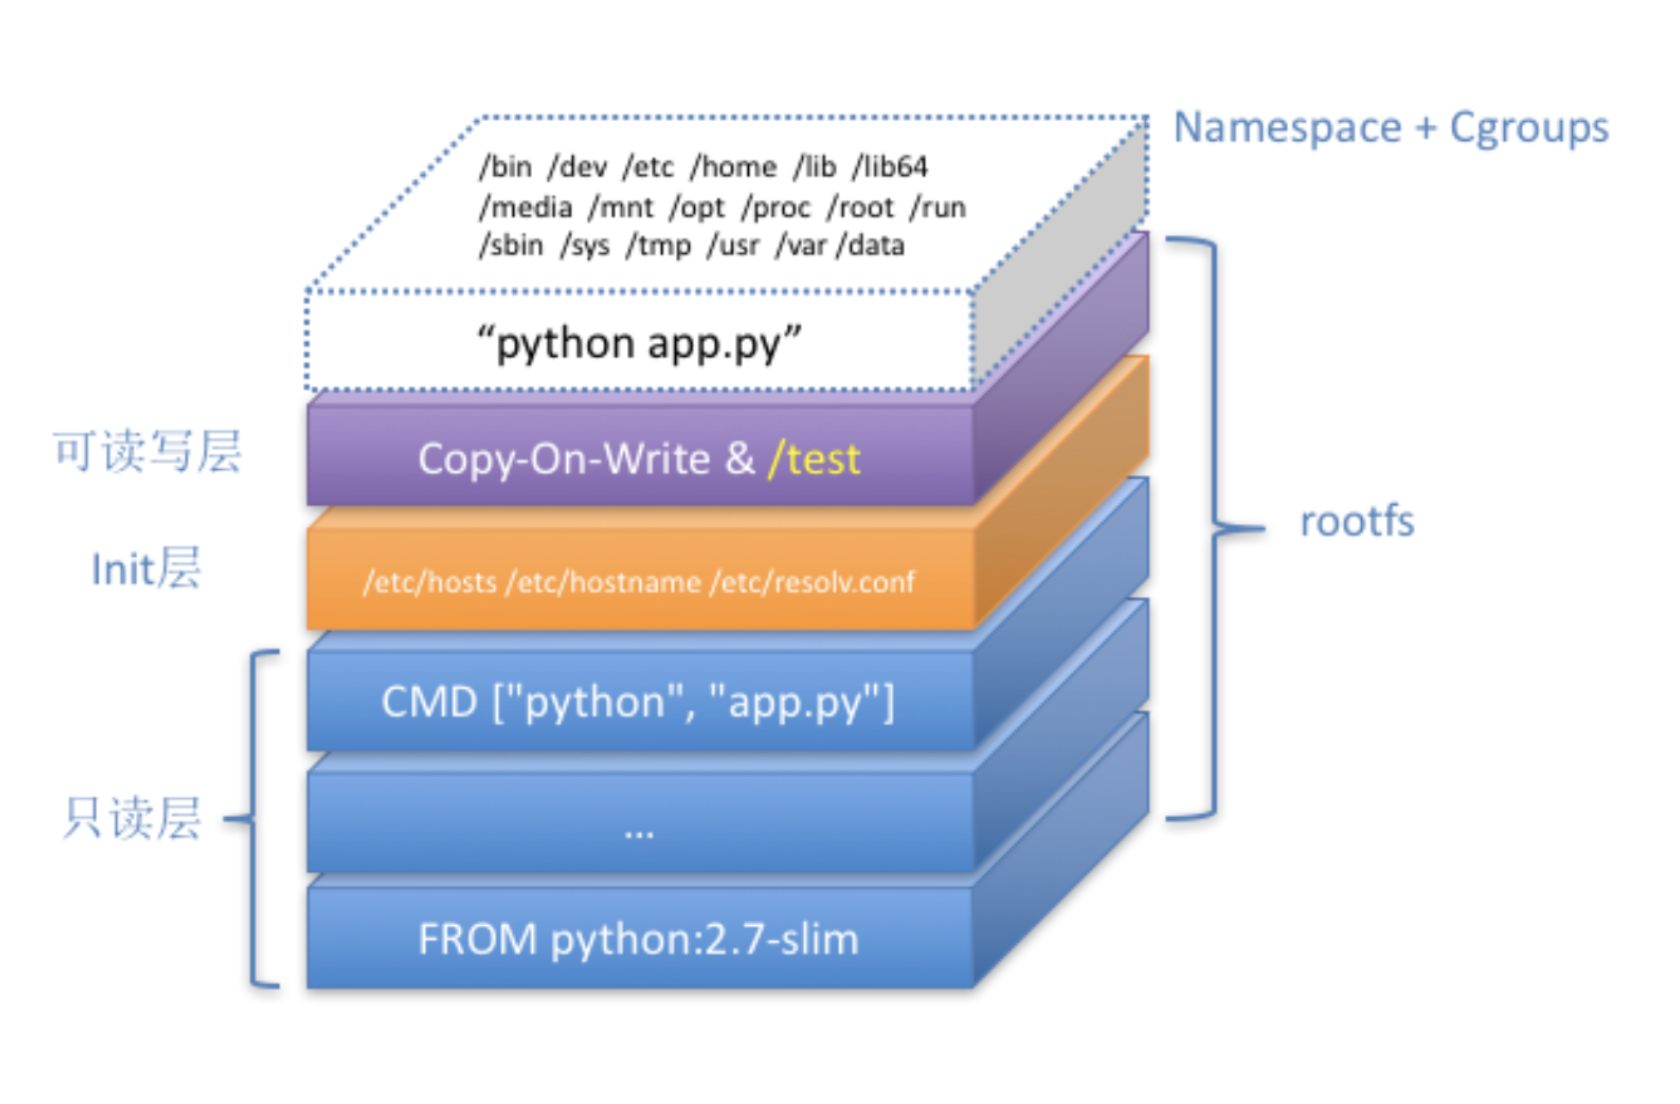 Namespace + Cgroups
/bin /dev /etc /home /lib /lib64
/media /mnt /opt /proc /root /run
/sbin /sys /tmp /usr /var /data
“python app.py”
可读写层
Copy-On-Write & /test
Init层
/etc/hosts /etc/hostname /etc/resolv.conf
rootfs
CMD ["python", "app.py"]
只读层
...
FROM python:2.7-slim